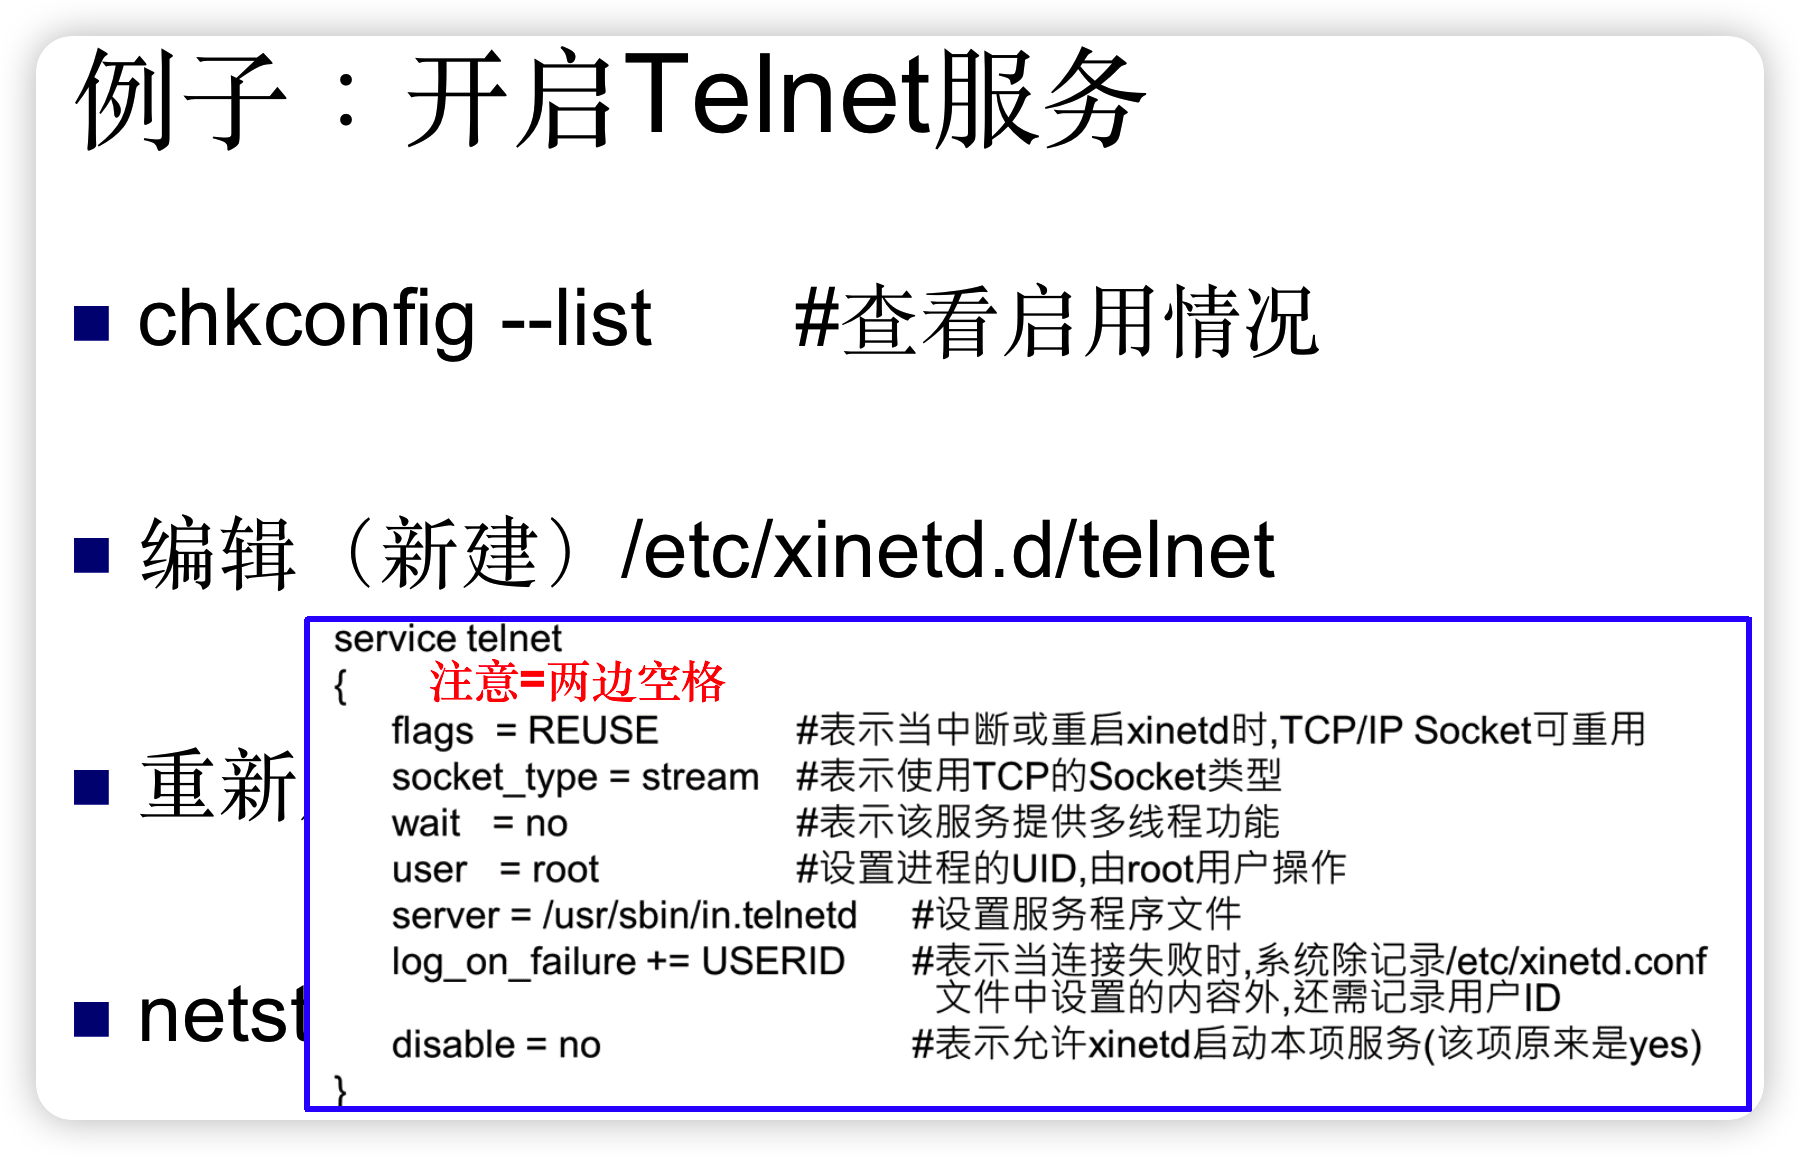 例子：开启Telnet服务
chkconfig --list #查看启用情况
编辑（新建）/etc/xinetd.d/telnet
service telnet
{ 注意=两边空格
flags = REUSE #表示当中断或重启xinetd时,TCP/IP Socket可重用
socket_type = stream #表示使用TCP的Socket类型
重新
wait = no #表示该服务提供多线程功能
user = root #设置进程的UID,由root用户操作
server = /usr/sbin/in.telnetd #设置服务程序文件
log_on_failure += USERID #表示当连接失败时,系统除记录/etc/xinetd.conf
文件中设置的内容外,还需记录用户ID
netst
disable = no #表示允许xinetd启动本项服务(该项原来是yes)
}